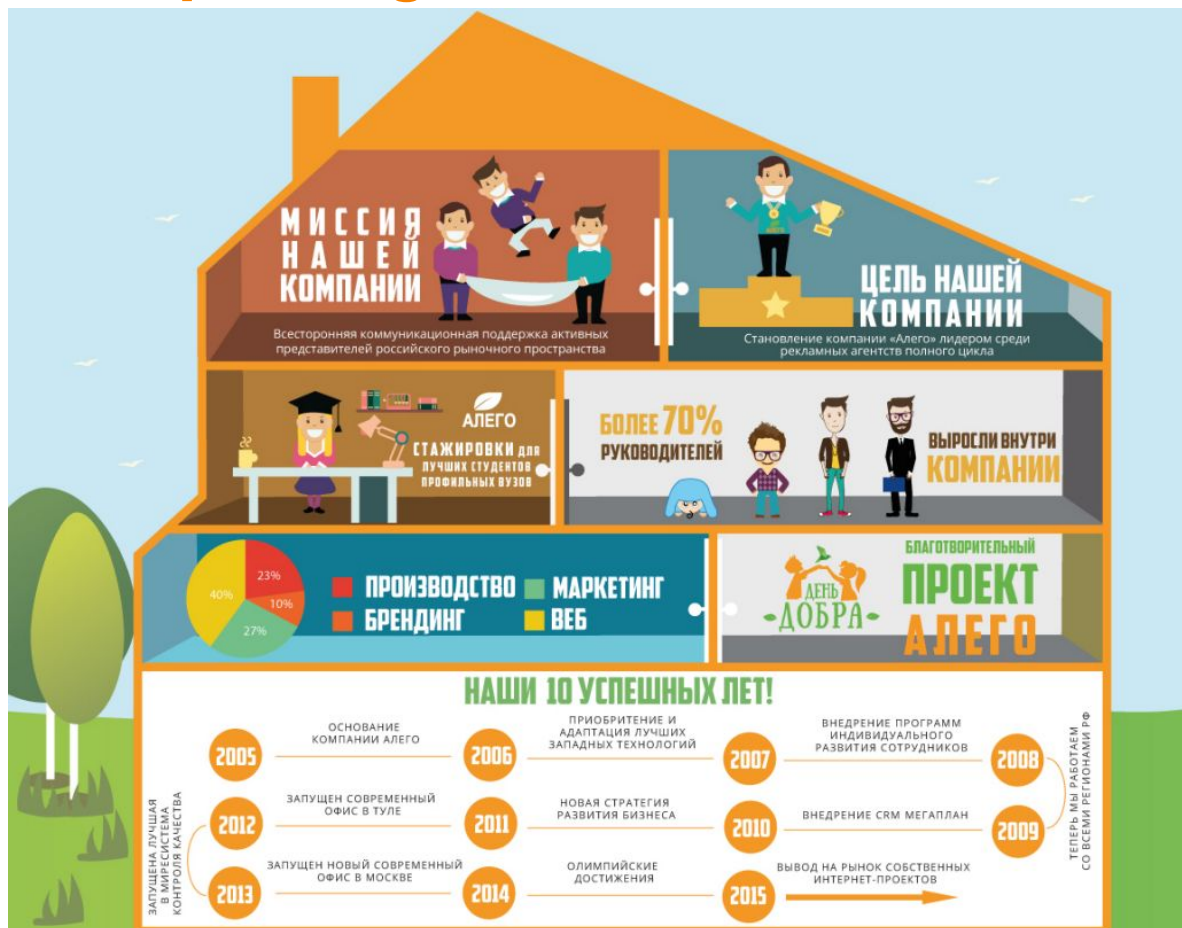 МИССИЯ
НАШЕЙ
КОМПАНИИ
Всесторонняя коммуникационная поддержка активных
представителей российского рыночного пространства
ЦЕЛЬ НАШЕЙ
КОМПАНИИ
Становление компании «Алего» лидером среди
рекламных агентств полного цикла
АЛЕГО
СТАЖИРОВКИ для
ЛУЧШИХ СТУДЕНТОВ
ПРОФИЛЬНЫХ ВУЗОВ
БОЛЕЕ 70%
РУКОВОДИТЕЛЕЙ
ВЫРОСЛИ ВНУТРИ
КОМПАНИИ
23%
40%
10%
27%
ПРОИЗВОДСТВО
МАРКЕТИНГ
БРЕНДИНГ
ВЕБ
ДЕНЬ
ДОБРА
БЛАГОТВОРИТЕЛЬНЫЙ
ПРОЕКТ
АЛЕГО
НАШИ 10 УСПЕШНЫХ ЛЕТ!
2005
ОСНОВАНИЕ
КОМПАНИИ АЛЕГО
2006
ПРИОБРИТЕНИЕ И
АДАПТАЦИЯ ЛУЧШИХ
ЗАПАДНЫХ ТЕХНОЛОГИЙ
2007
ВНЕДРЕНИЕ ПРОГРАММ
ИНДИВИДУАЛЬНОГО
РАЗВИТИЯ СОТРУДНИКОВ
2008
ТЕПЕРЬ МЫ РАБОТАЕМ
СО ВСЕМИ РЕГИОНАМИ РФ
2009
ВНЕДРЕНИЕ CRM МЕГАПЛАН
2010
НОВАЯ СТРАТЕГИЯ
РАЗВИТИЯ БИЗНЕСА
2011
ЗАПУЩЕН СОВРЕМЕННЫЙ
ОФИС В ТУЛЕ
2012
ЗАПУЩЕНА ЛУЧШАЯ
В МИРЕСИСТЕМА
КОНТРОЛЯ КАЧЕСТВА
2013
ЗАПУЩЕН НОВЫЙ СОВРЕМЕННЫЙ
ОФИС В МОСКВЕ
2014
ОЛИМПИЙСКИЕ
ДОСТИЖЕНИЯ
2015
ВЫВОД НА РЫНОК СОБСТВЕННЫХ
ИНТЕРНЕТ-ПРОЕКТОВ